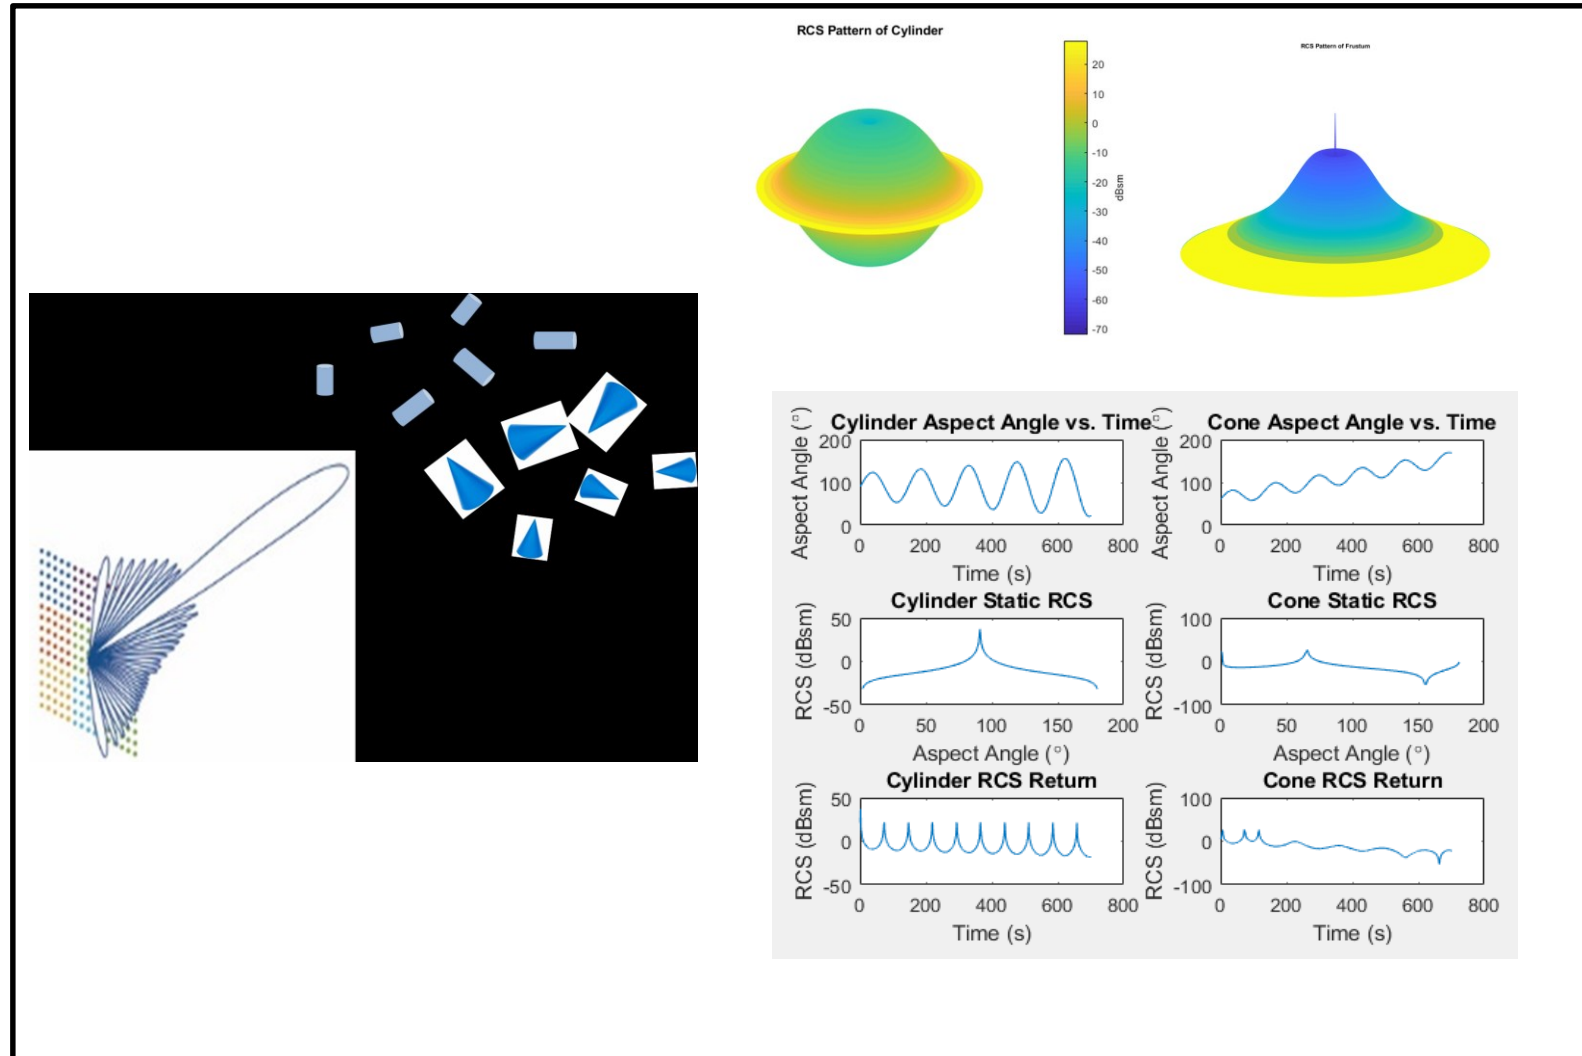 RCS Pattern of Cylinder
20
10
0
-10
-20
-30
-40
-50
-60
-70
dBsm
RCS Pattern of Frustum
Cylinder Aspect Angle vs. Time
Aspect Angle (°)
200
100
0
0 200 400 600 800
Time (s)
Cone Aspect Angle vs. Time
Aspect Angle (°)
200
100
0
0 200 400 600 800
Time (s)
Cylinder Static RCS
RCS (dBsm)
50
0
-50
0 50 100 150 200
Aspect Angle (°)
Cone Static RCS
RCS (dBsm)
100
0
-100
0 50 100 150 200
Aspect Angle (°)
Cylinder RCS Return
RCS (dBsm)
50
0
-50
0 200 400 600 800
Time (s)
Cone RCS Return
RCS (dBsm)
100
0
-100
0 200 400 600 800
Time (s)